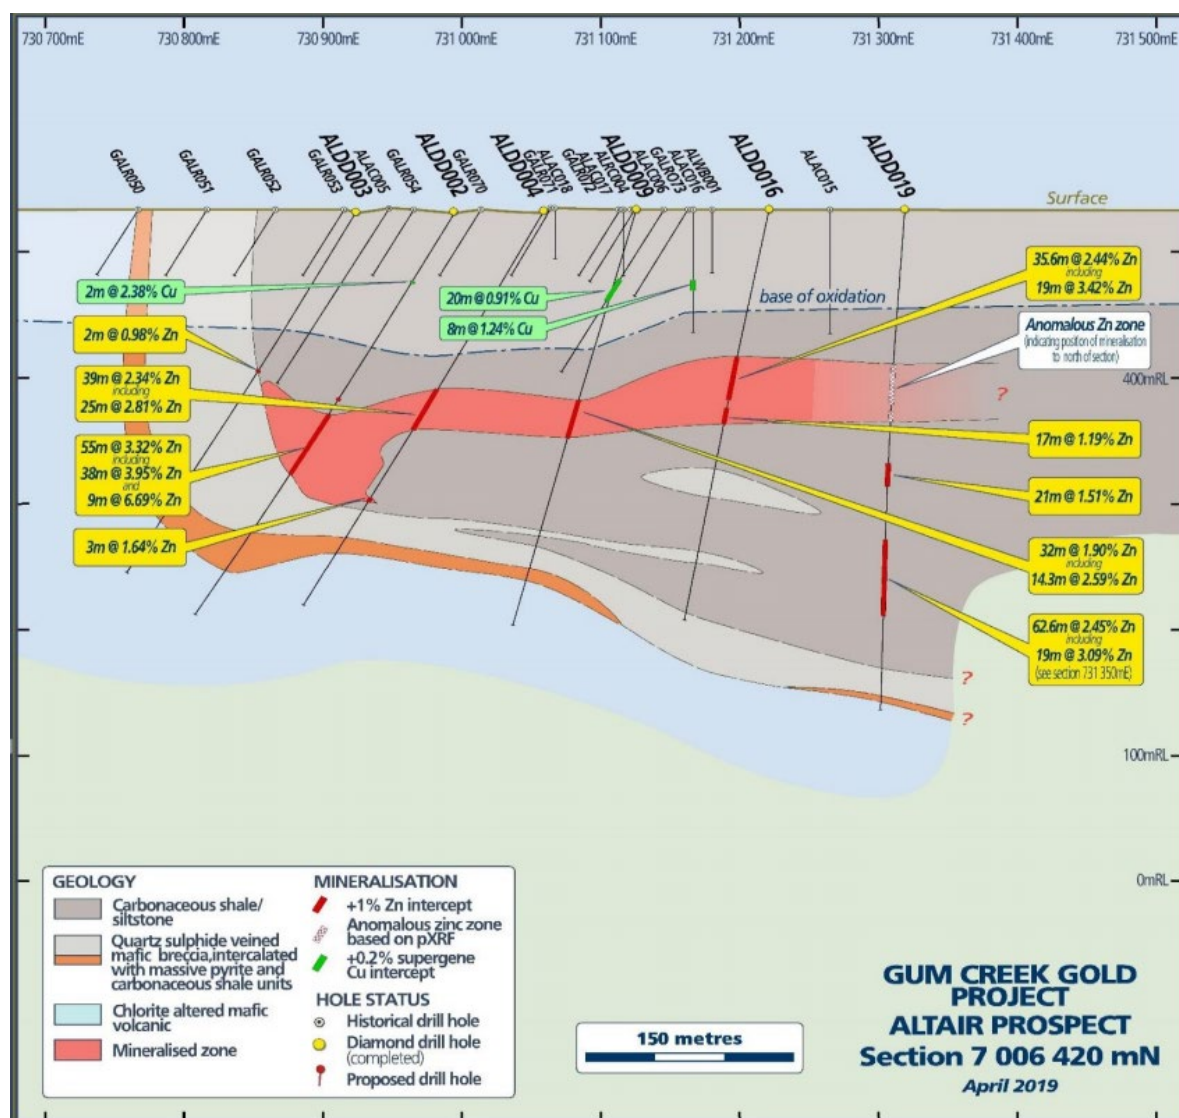 730 700mE
730 800mE
730 900mE
731 000mE
731 100mE
731 200mE
731 300mE
731 400mE
731 500mE
GALR050
GALR051
GALR052
GALR053
ALDD003
ALAC005
GALR054
ALDD002
GALR070
ALDD004
GALR071
ALAC018
GALR072
ALAC017
ALRC004
ALDD009
ALAC006
GALRO73
ALAC016
ALWB001
ALDD016
ALAC015
ALDD019
Surface
2m @ 2.38% Cu
20m @ 0.91% Cu
8m @ 1.24% Cu
base of oxidation
35.6m @ 2.44% Zn
including
19m @ 3.42% Zn
Anomalous Zn zone
(indicating position of mineralisation
to north of section)
2m @ 0.98% Zn
39m @ 2.34% Zn
including
25m @ 2.81% Zn
400mRL
?
55m @ 3.32% Zn
including
38m @ 3.95% Zn
and
9m @ 6.69% Zn
17m @ 1.19% Zn
21m @ 1.51% Zn
3m @ 1.64% Zn
32m @ 1.90% Zn
including
14.3m @ 2.59% Zn
62.6m @ 2.45% Zn
including
19m @ 3.09% Zn
(see section 731 350mE)
?
?
100mRL
0mRL
GEOLOGY
Carbonaceous shale/
siltstone
Quartz sulphide veined
mafic breccia,intercalated
with massive pyrite and
carbonaceous shale units
Chlorite altered mafic
volcanic
Mineralised zone
MINERALISATION
+1% Zn intercept
Anomalous zinc zone
based on pXRF
+0.2% supergene
Cu intercept
HOLE STATUS
Historical drill hole
Diamond drill hole
(completed)
Proposed drill hole
150 metres
GUM CREEK GOLD
PROJECT
ALTAIR PROSPECT
Section 7 006 420 mN
April 2019